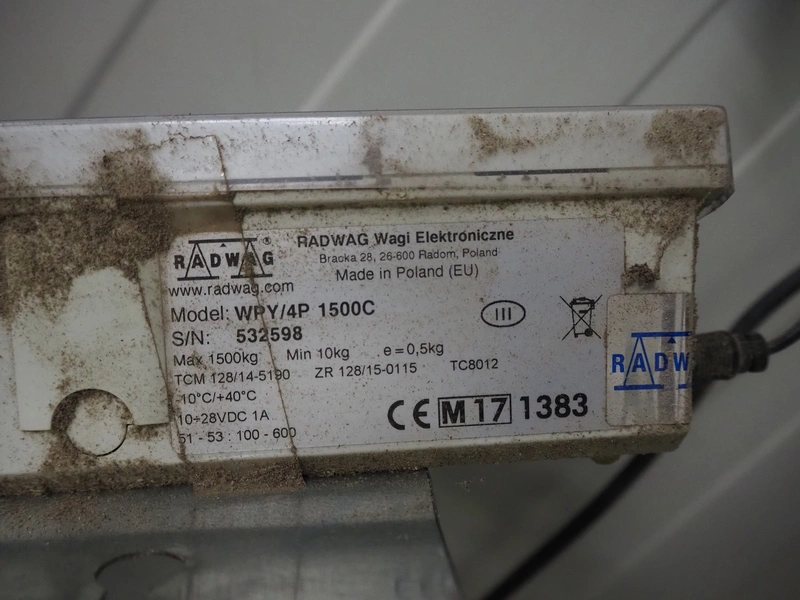 RADWAG®
www.radwag.com
RADWAG Wagi Elektroniczne
Bracka 28, 26-600 Radom, Poland
Made in Poland (EU)
Model: WPY/4P 1500C
S/N: 532598
III
Max 1500kg Min 10kg e=0,5kg
TCM 128/14-5190 ZR 128/15-0115 TC8012
-10°C/+40°C
10÷28VDC 1A
51 - 53 : 100 - 600
CE M 17 1383
RADW